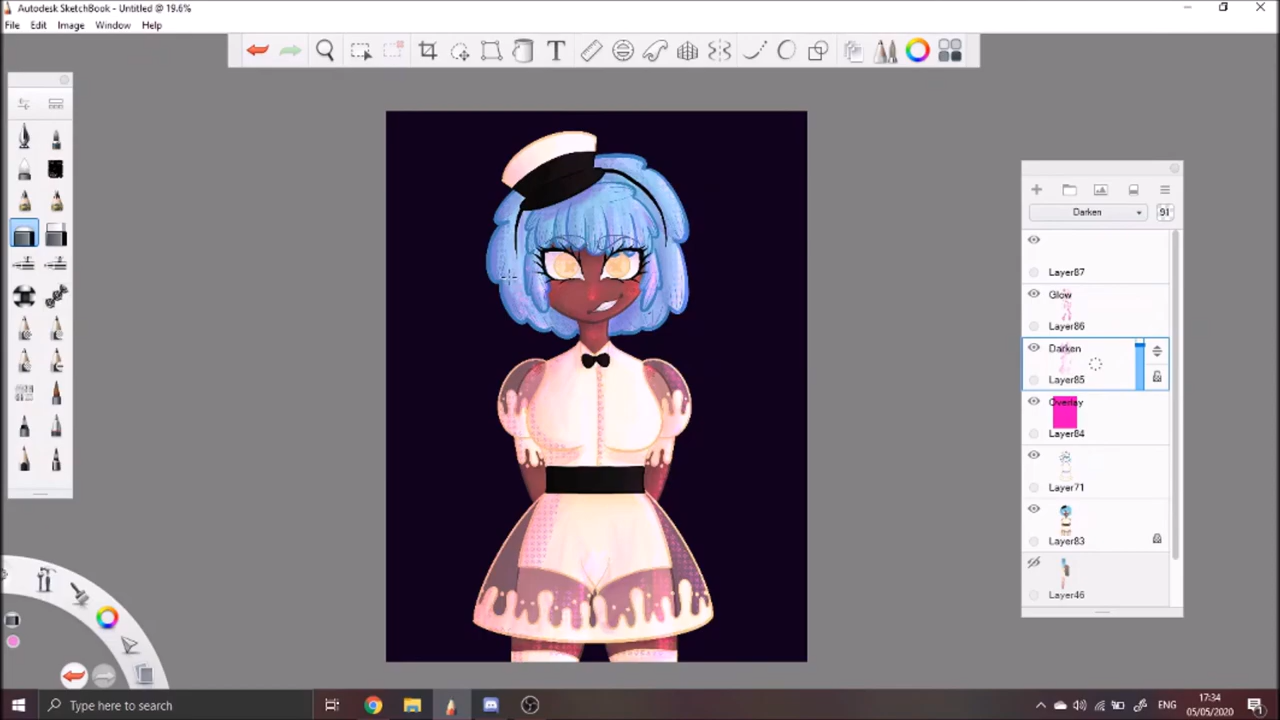 Autodesk SketchBook - Untitled @ 19.6%
File Edit Image Window Help
T
Darken
91
Layer87
Glow
Layer86
Darken
Layer85
Overlay
Layer84
Layer71
Layer83
Layer46
Type here to search
ENG
17:34
05/05/2020
1